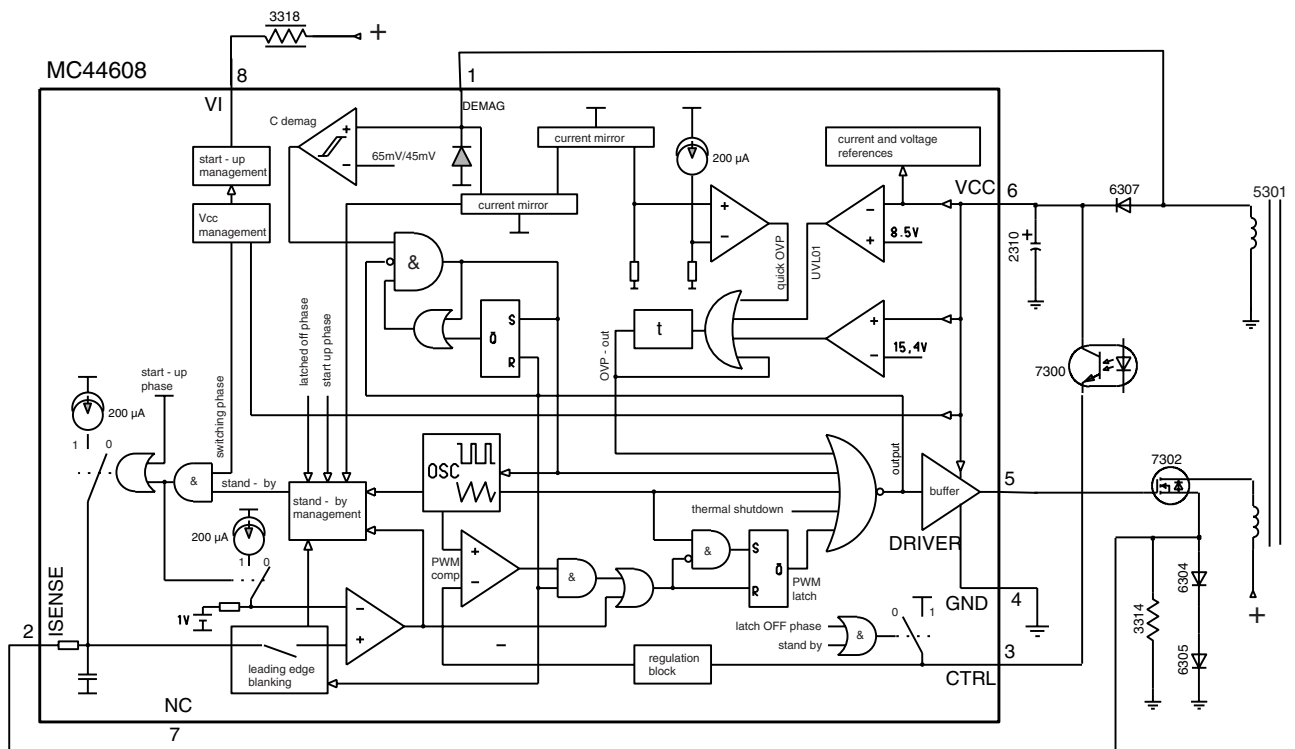 3318
+
MC44608
8
1
VI
DEMAG
C demag
+
65mV/45mV
−
current mirror
200 µA
current and voltage
references
start - up
management
Vcc
management
current mirror
VCC
6
6307
5301
+
−
−
+
8.5V
quick OVP
UVL01
2310
+
&
S
Q̄
R
t
OVP - out
+
−
15,4V
7300
latched off phase
start up phase
start - up
phase
switching phase
200 µA
1
0
&
stand - by
stand - by
management
OSC
output
buffer
5
7302
thermal shutdown
DRIVER
200 µA
1
0
PWM
comp
+
−
&
&
S
Q̄
R
PWM
latch
GND
4
ISENSE
2
1V
−
+
leading edge
blanking
−
latch OFF phase
stand by
&
0
1
regulation
block
3
CTRL
3314
6304
6305
+
NC
7